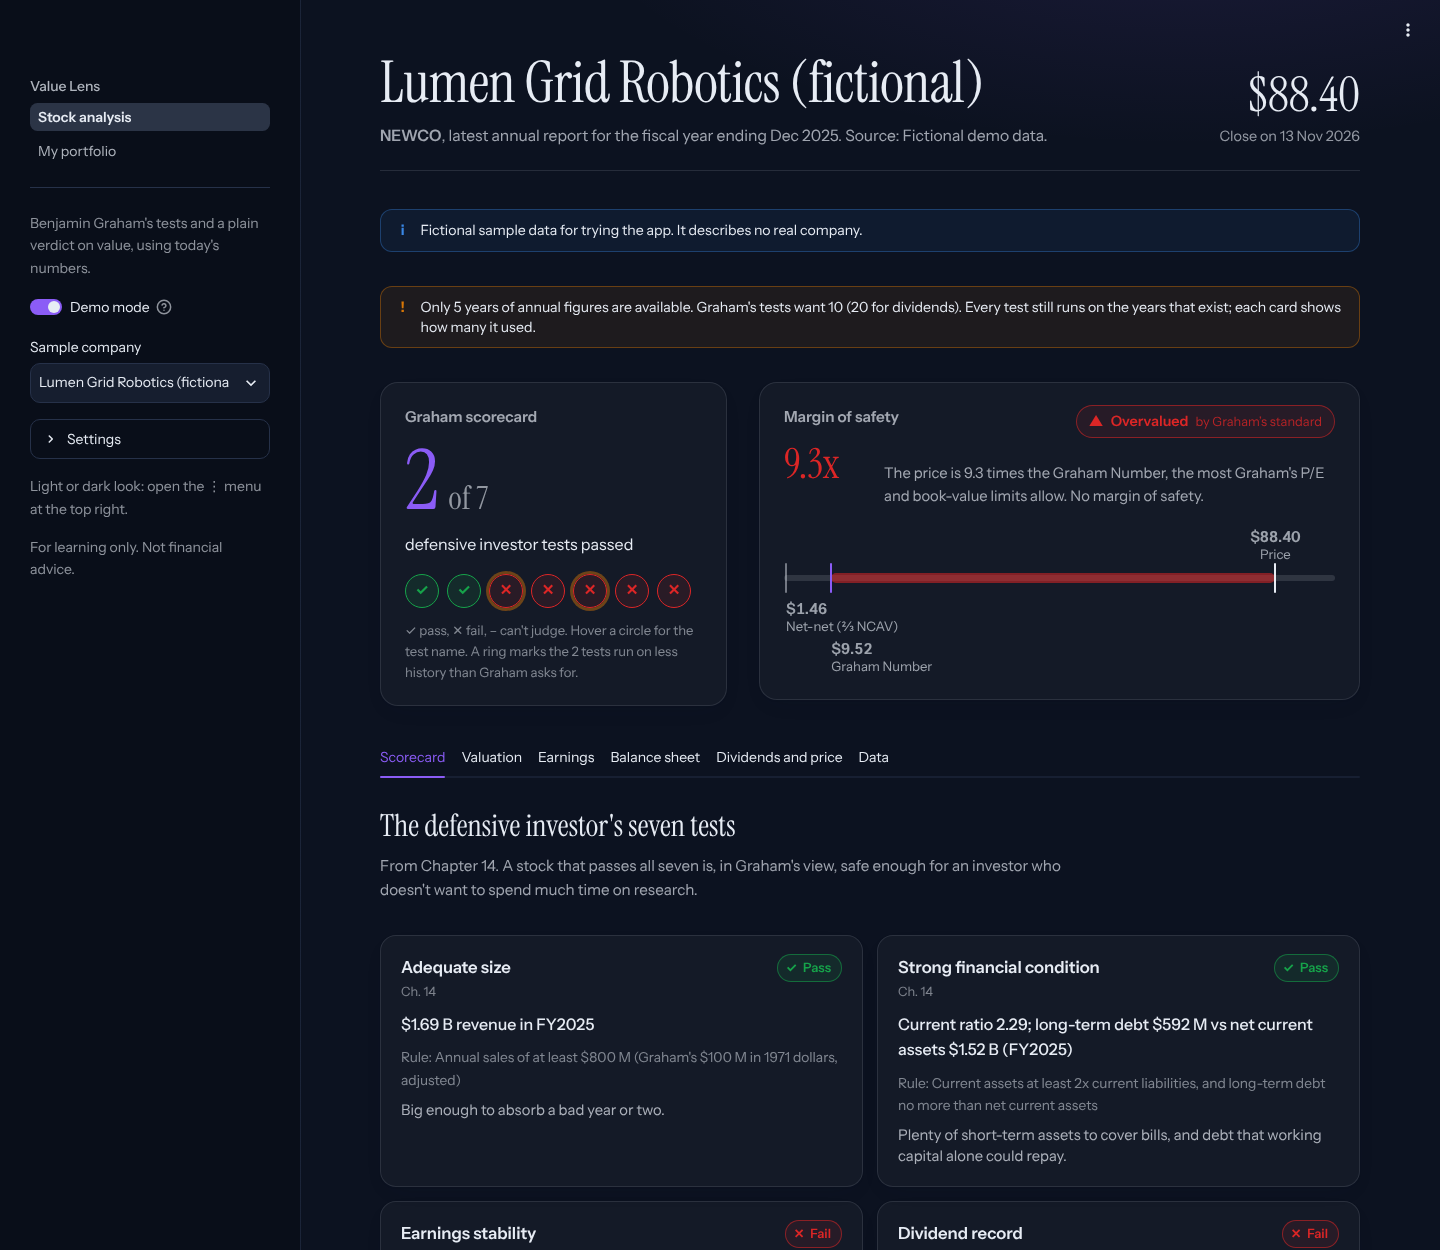 Value Lens
Stock analysis
My portfolio
Benjamin Graham's tests and a plain
verdict on value, using today's
numbers.
Demo mode
Sample company
Lumen Grid Robotics (fictiona
Settings
Light or dark look: open the ⋮ menu
at the top right.
For learning only. Not financial
advice.
Lumen Grid Robotics (fictional)
$88.40
NEWCO, latest annual report for the fiscal year ending Dec 2025. Source: Fictional demo data.
Close on 13 Nov 2026
Fictional sample data for trying the app. It describes no real company.
Only 5 years of annual figures are available. Graham's tests want 10 (20 for dividends). Every test still runs on the years that exist; each card shows
how many it used.
Graham scorecard
2 of 7
defensive investor tests passed
✓ pass, ✕ fail, – can't judge. Hover a circle for the
test name. A ring marks the 2 tests run on less
history than Graham asks for.
Margin of safety
▲ Overvalued by Graham's standard
9.3x
The price is 9.3 times the Graham Number, the most Graham's P/E
and book-value limits allow. No margin of safety.
$88.40
Price
$1.46
Net-net (⅔ NCAV)
$9.52
Graham Number
Scorecard Valuation Earnings Balance sheet Dividends and price Data
The defensive investor's seven tests
From Chapter 14. A stock that passes all seven is, in Graham's view, safe enough for an investor who
doesn't want to spend much time on research.
Adequate size
✓ Pass
Ch. 14
$1.69 B revenue in FY2025
Rule: Annual sales of at least $800 M (Graham's $100 M in 1971 dollars,
adjusted)
Big enough to absorb a bad year or two.
Strong financial condition
✓ Pass
Ch. 14
Current ratio 2.29; long-term debt $592 M vs net current
assets $1.52 B (FY2025)
Rule: Current assets at least 2x current liabilities, and long-term debt
no more than net current assets
Plenty of short-term assets to cover bills, and debt that working
capital alone could repay.
Earnings stability
✕ Fail
Dividend record
✕ Fail